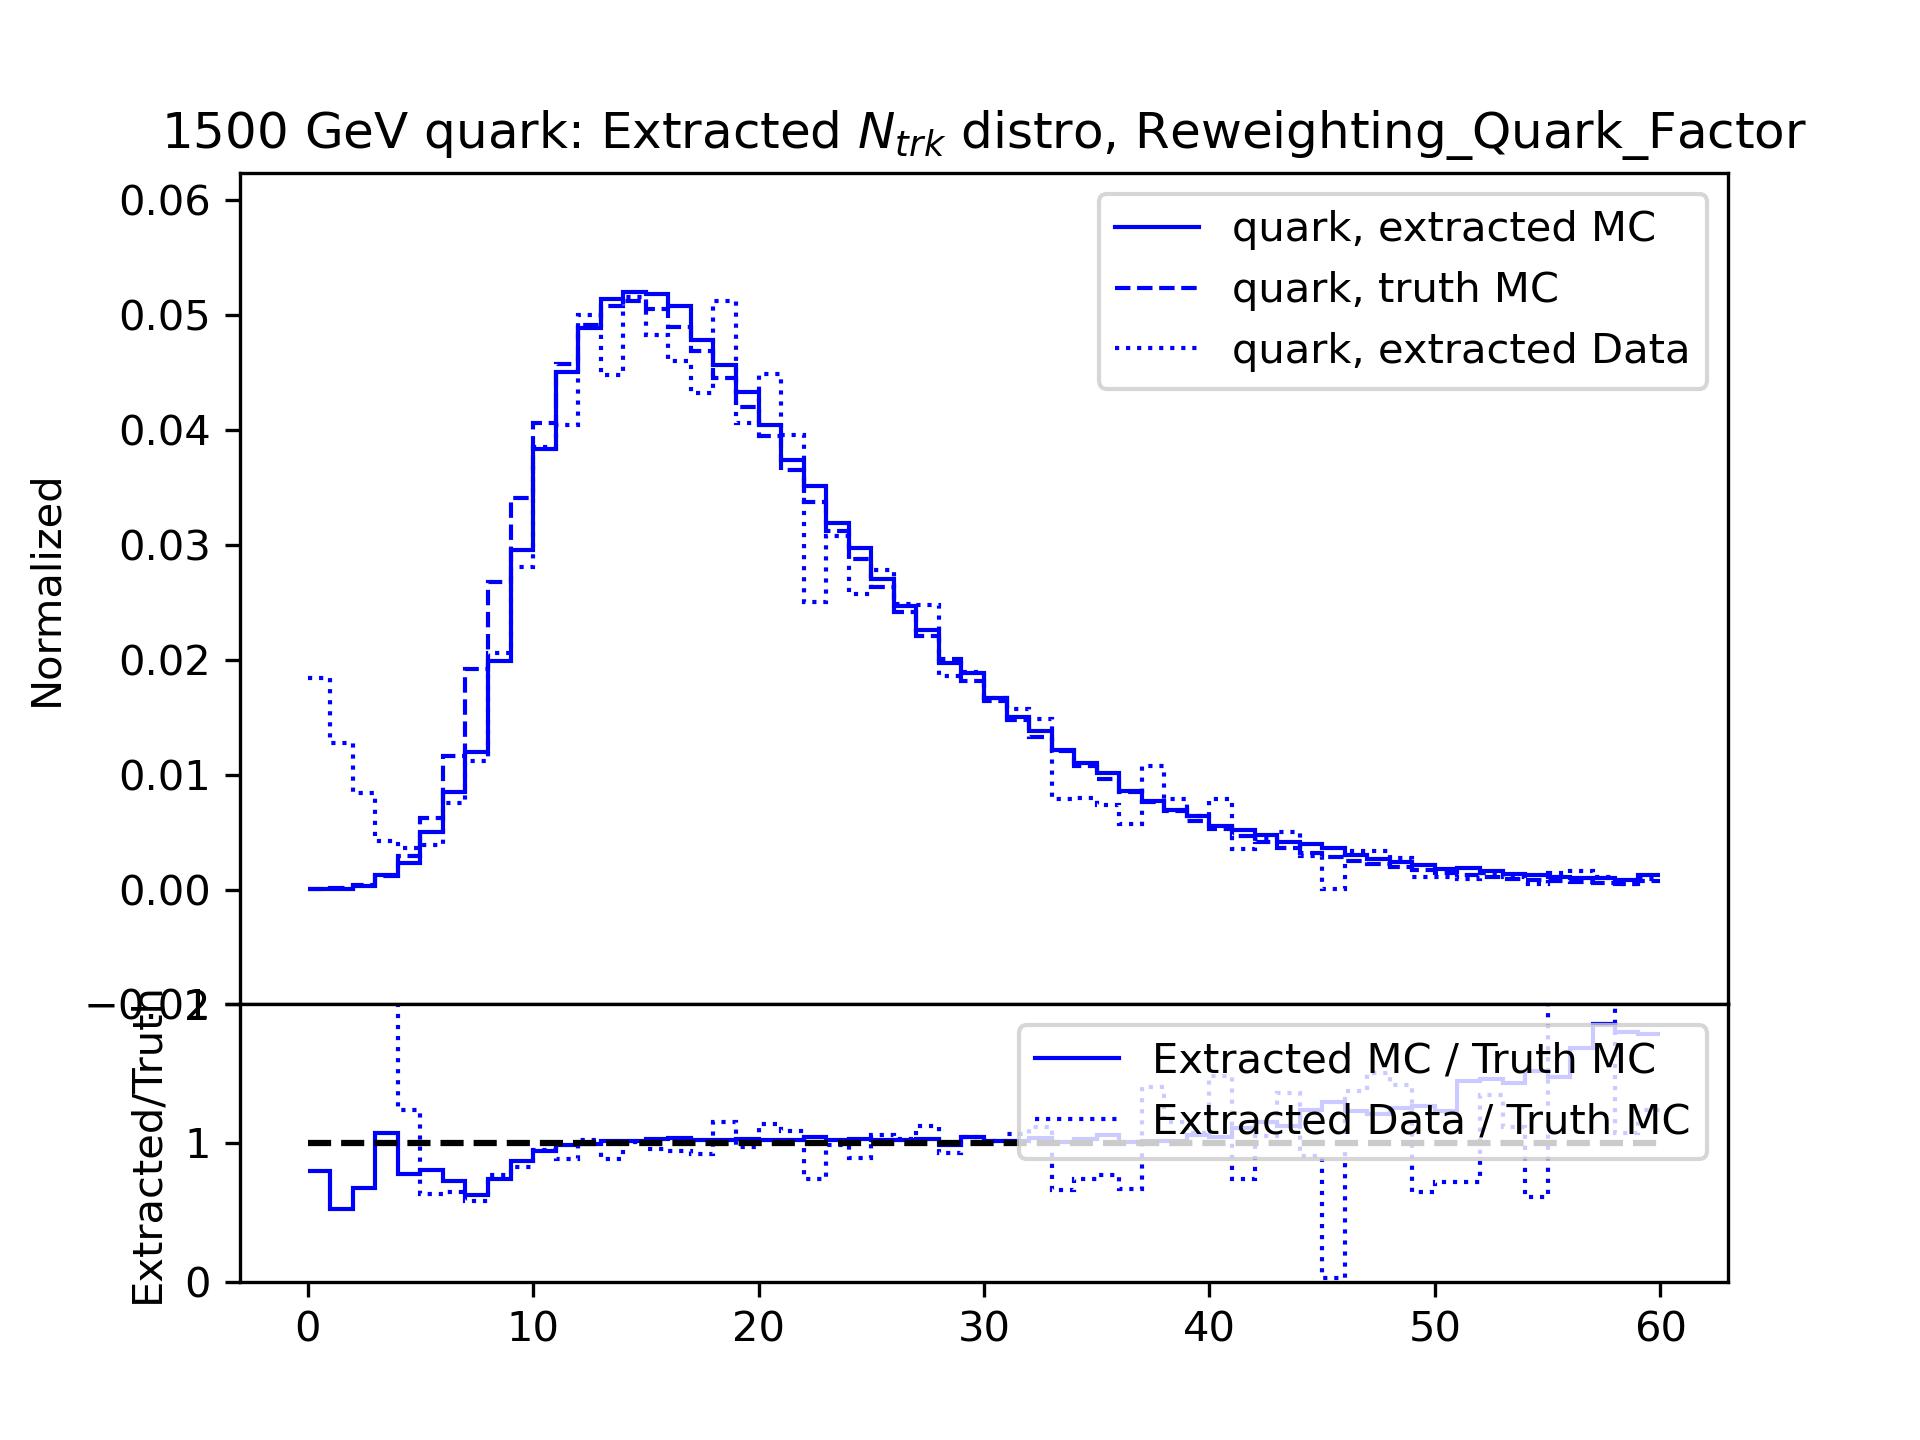 1500 GeV quark: Extracted N_trk distro, Reweighting_Quark_Factor
0.06
0.05
0.04
0.03
0.02
0.01
0.00
−0.01
Normalized
quark, extracted MC
quark, truth MC
quark, extracted Data
2
1
0
Extracted/Truth
Extracted MC / Truth MC
Extracted Data / Truth MC
0 10 20 30 40 50 60